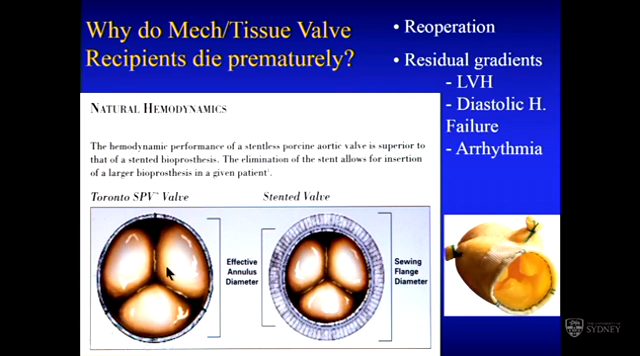 Why do Mech/Tissue Valve
Recipients die prematurely?
• Reoperation
• Residual gradients
- LVH
- Diastolic H.
Failure
- Arrhythmia
NATURAL HEMODYNAMICS
The hemodynamic performance of a stentless porcine aortic valve is superior to
that of a stented bioprosthesis. The elimination of the stent allows for insertion
of a larger bioprosthesis in a given patient¹.
Toronto SPV™ Valve
Stented Valve
Effective
Annulus
Diameter
Sewing
Flange
Diameter
THE UNIVERSITY OF
SYDNEY